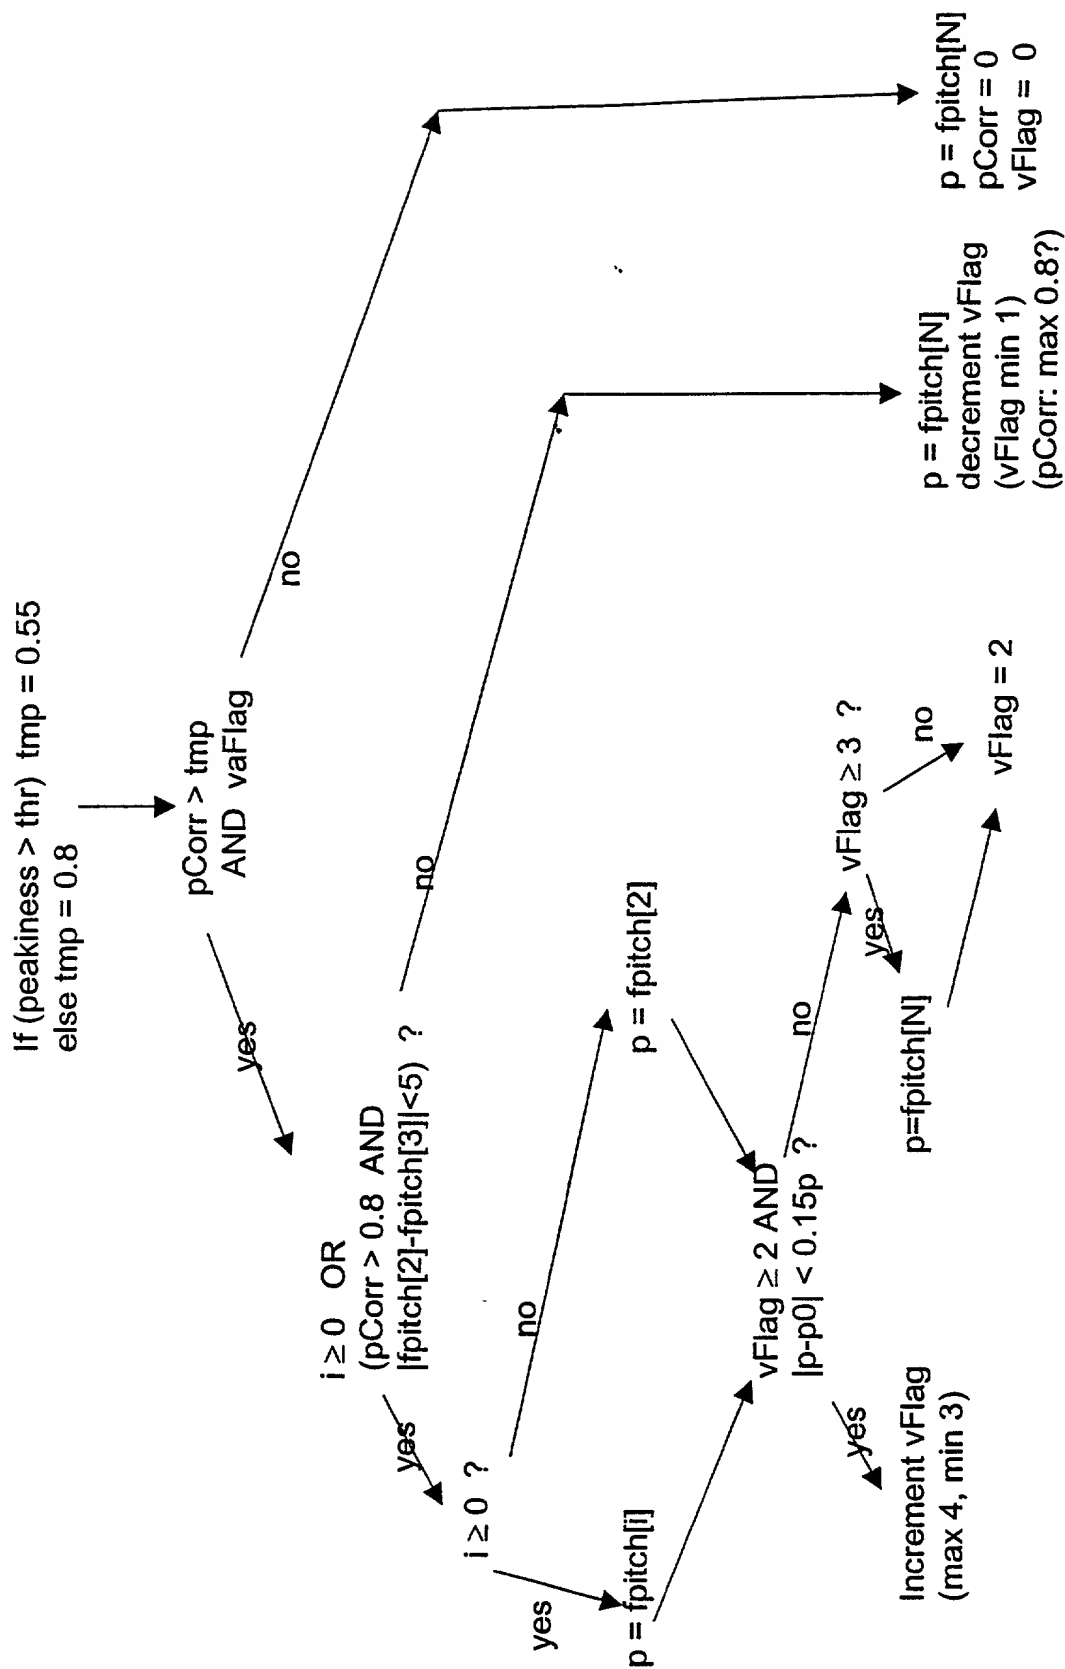 If (peakiness > thr) tmp = 0.55
else tmp = 0.8
pCorr > tmp
AND vaFlag
yes
no
i ≥ 0 OR
(pCorr > 0.8 AND
|fpitch[2]-fpitch[3]|<5) ?
yes
no
i ≥ 0 ?
yes
no
p = fpitch[i]
p = fpitch[2]
vFlag ≥ 2 AND
|p-p0| < 0.15p ?
yes
no
vFlag ≥ 3 ?
yes
no
Increment vFlag
(max 4, min 3)
p=fpitch[N]
vFlag = 2
p = fpitch[N]
decrement vFlag
(vFlag min 1)
(pCorr: max 0.8?)
p = fpitch[N]
pCorr = 0
vFlag = 0